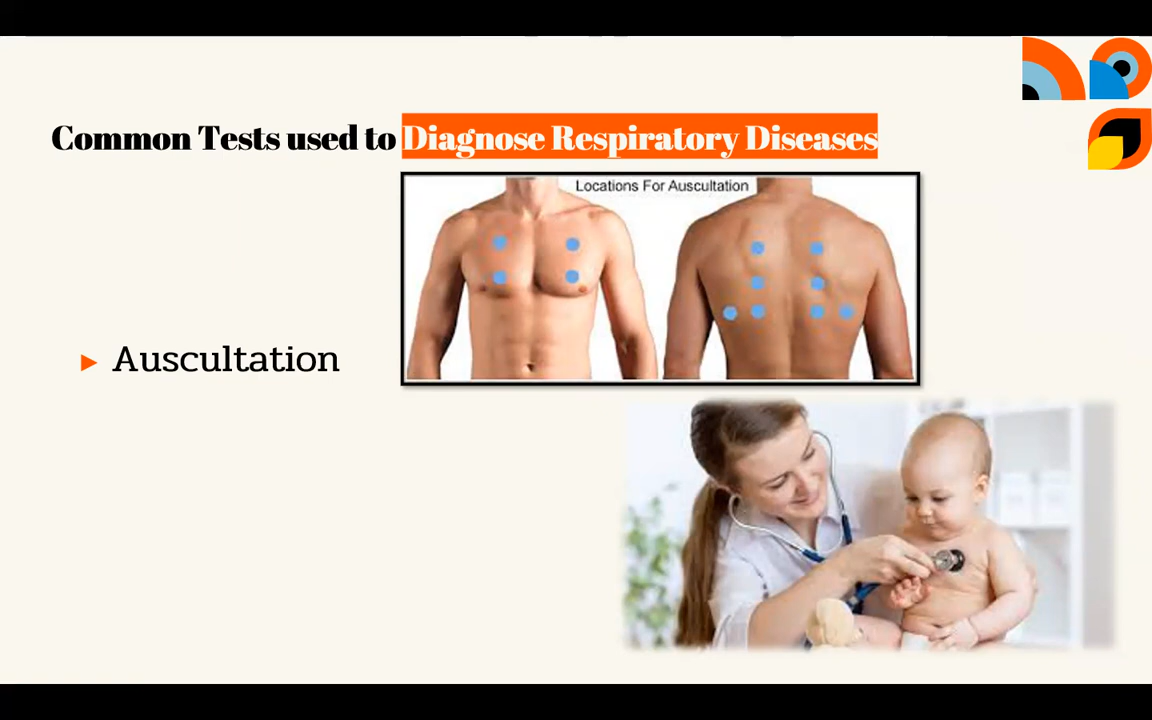 Common Tests used to Diagnose Respiratory Diseases
Locations For Auscultation
Auscultation